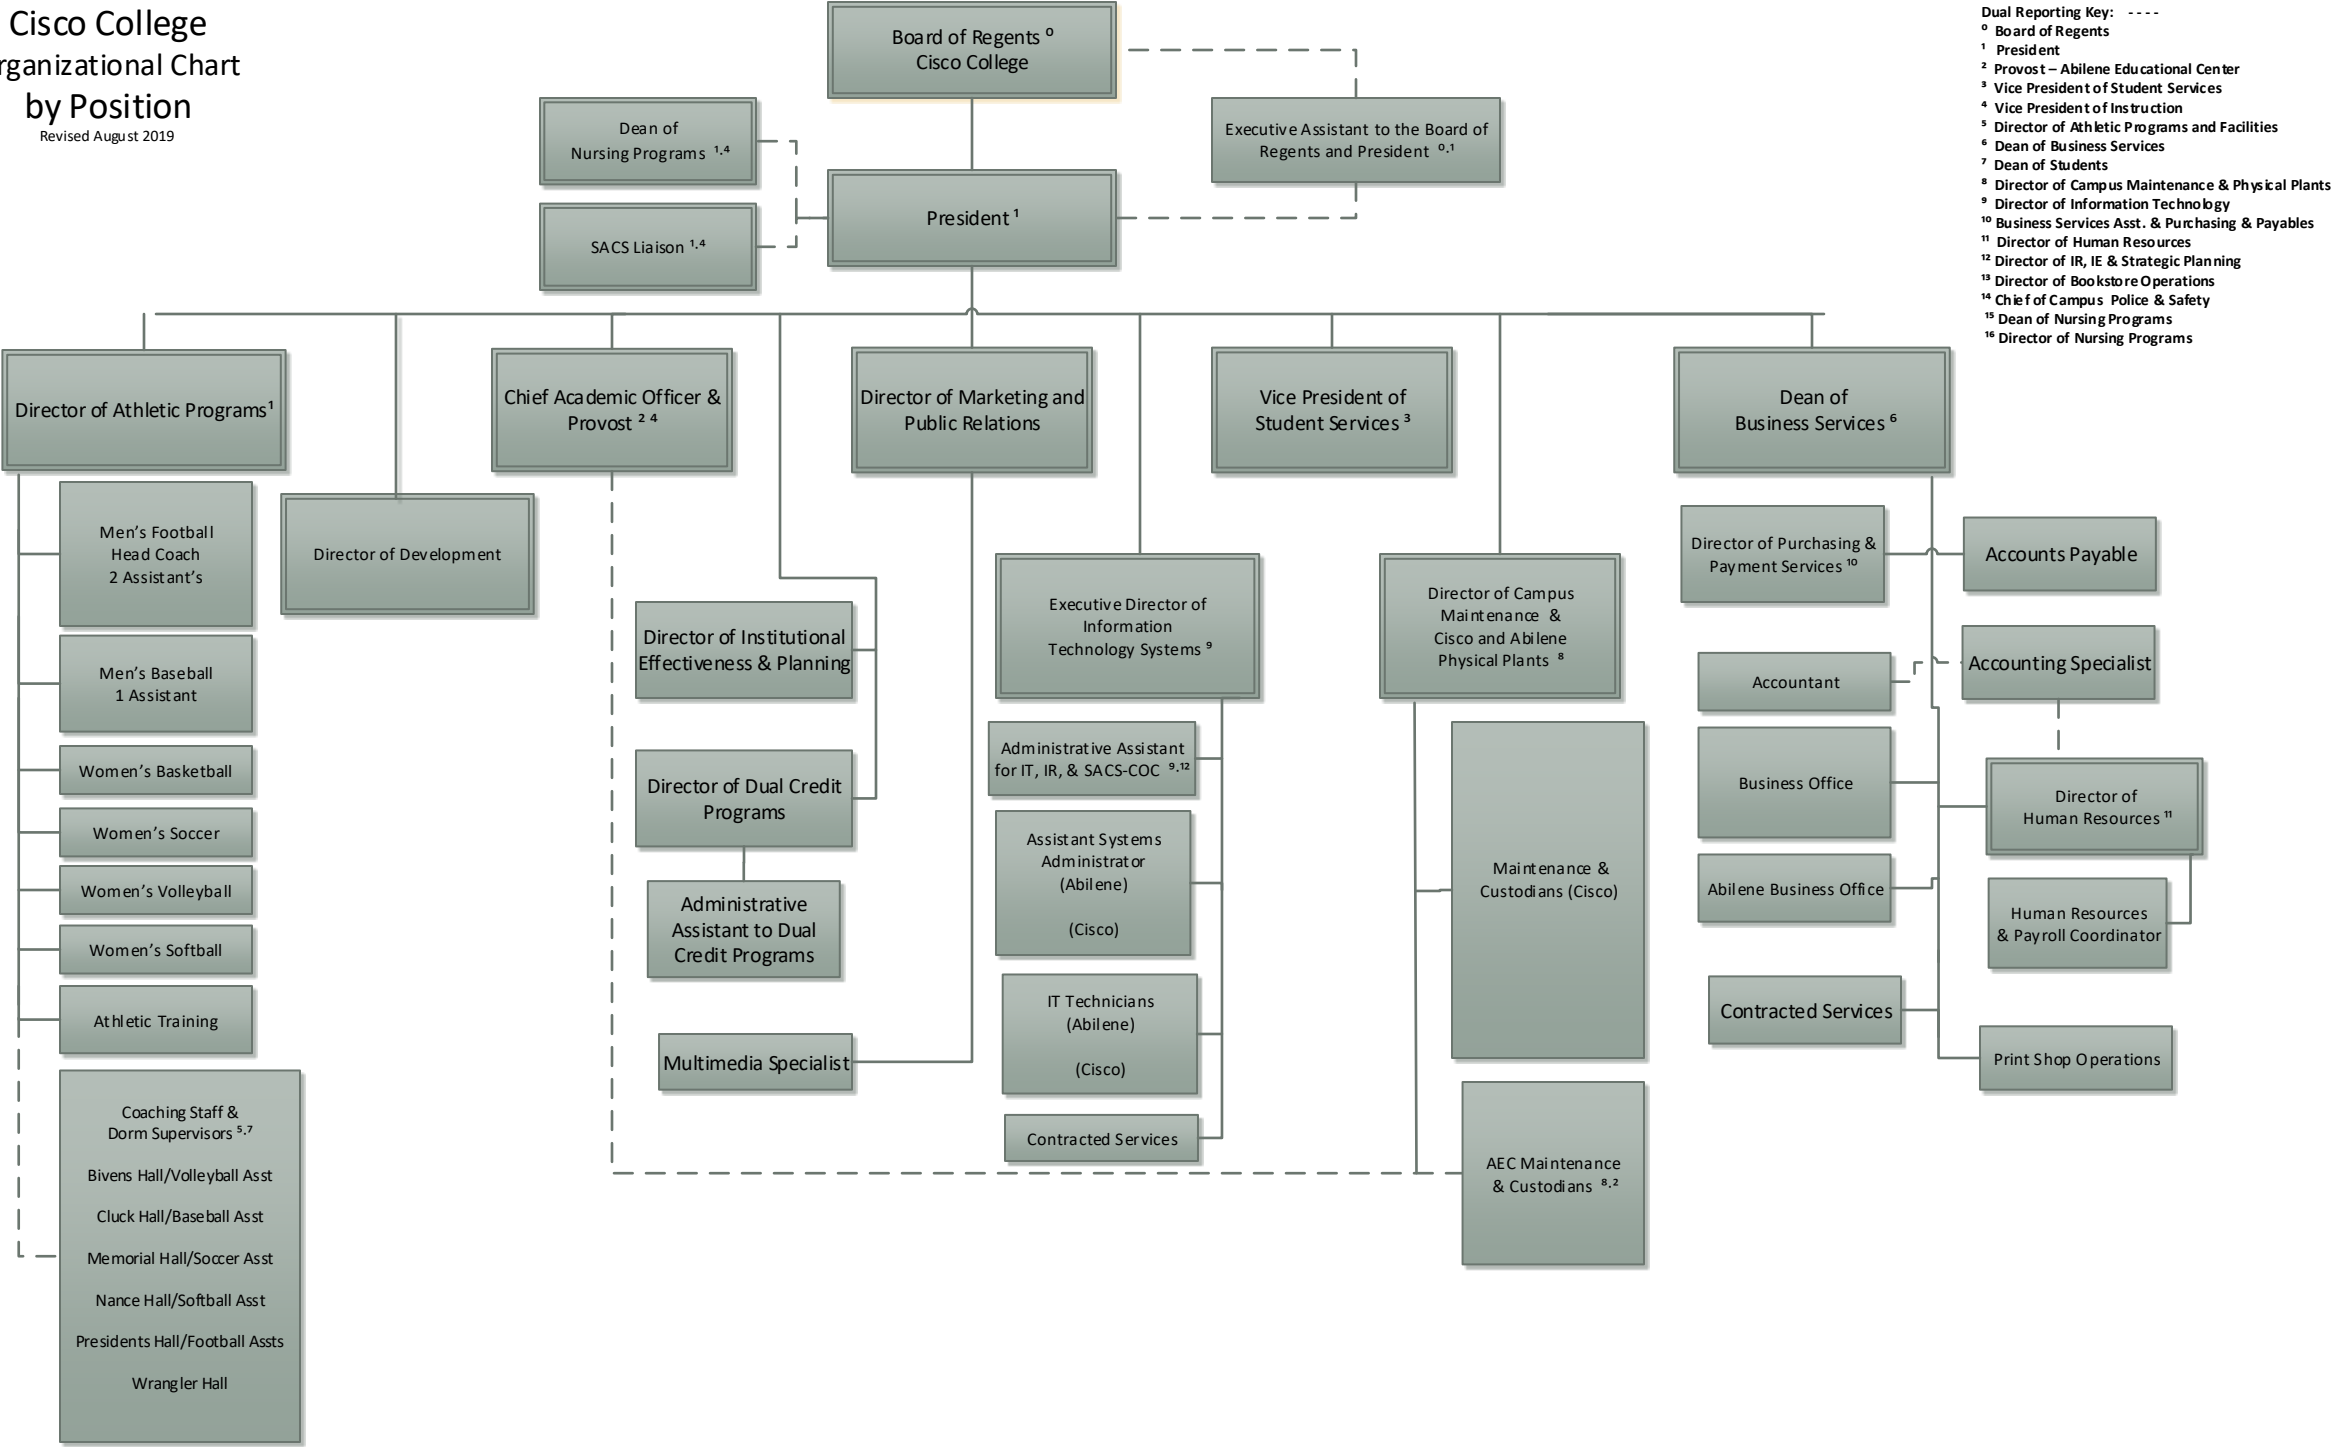 Cisco College
rganizational Chart
by Position
Revised August 2019
Dual Reporting Key: - - - -
⁰ Board of Regents
¹ President
² Provost – Abilene Educational Center
³ Vice President of Student Services
⁴ Vice President of Instruction
⁵ Director of Athletic Programs and Facilities
⁶ Dean of Business Services
⁷ Dean of Students
⁸ Director of Campus Maintenance & Physical Plants
⁹ Director of Information Technology
¹⁰ Business Services Asst. & Purchasing & Payables
¹¹ Director of Human Resources
¹² Director of IR, IE & Strategic Planning
¹³ Director of Bookstore Operations
¹⁴ Chief of Campus Police & Safety
¹⁵ Dean of Nursing Programs
¹⁶ Director of Nursing Programs
Board of Regents ⁰
Cisco College
Dean of
Nursing Programs ¹·⁴
Executive Assistant to the Board of
Regents and President ⁰·¹
SACS Liaison ¹·⁴
President ¹
Director of Athletic Programs¹
Chief Academic Officer &
Provost ² ⁴
Director of Marketing and
Public Relations
Vice President of
Student Services ³
Dean of
Business Services ⁶
Men's Football
Head Coach
2 Assistant's
Men's Baseball
1 Assistant
Women's Basketball
Women's Soccer
Women's Volleyball
Women's Softball
Athletic Training
Coaching Staff &
Dorm Supervisors ⁵·⁷
Bivens Hall/Volleyball Asst
Cluck Hall/Baseball Asst
Memorial Hall/Soccer Asst
Nance Hall/Softball Asst
Presidents Hall/Football Assts
Wrangler Hall
Director of Development
Director of Institutional
Effectiveness & Planning
Director of Dual Credit
Programs
Administrative
Assistant to Dual
Credit Programs
Multimedia Specialist
Executive Director of
Information
Technology Systems ⁹
Administrative Assistant
for IT, IR, & SACS-COC ⁹·¹²
Assistant Systems
Administrator
(Abilene)
(Cisco)
IT Technicians
(Abilene)
(Cisco)
Contracted Services
Director of Campus
Maintenance &
Cisco and Abilene
Physical Plants ⁸
Maintenance &
Custodians (Cisco)
AEC Maintenance
& Custodians ⁸·²
Director of Purchasing &
Payment Services ¹⁰
Accounts Payable
Accountant
Accounting Specialist
Business Office
Director of
Human Resources ¹¹
Abilene Business Office
Human Resources
& Payroll Coordinator
Contracted Services
Print Shop Operations